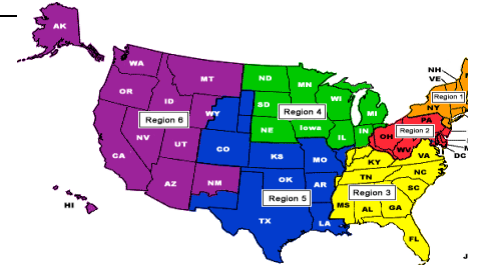 AK
WA
MT
ND
MN
NH
VE
OR
ID
WY
SD
WI
MI
NY
Region 1
Region 6
Region 4
Region 2
PA
NE
Iowa
IL
IN
OH
WV
VA
DC
NV
UT
CO
KS
MO
KY
CA
AZ
NM
OK
AR
TN
NC
SC
Region 5
Region 3
MS
AL
GA
TX
LA
FL
HI
J